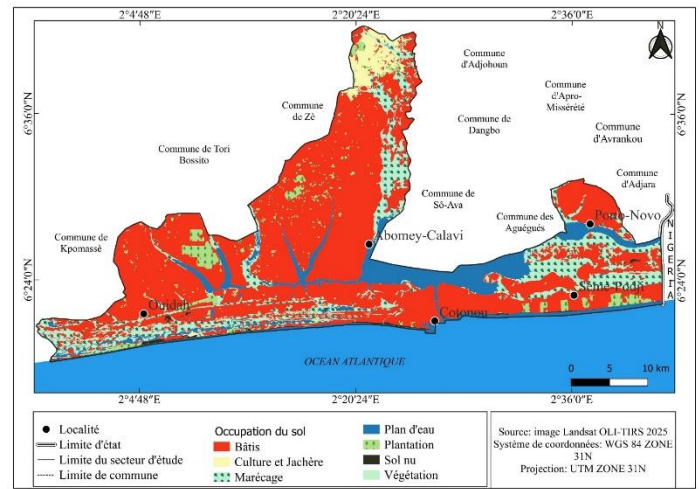 2°4'48"E
2°20'24"E
2°36'0"E
6°36'0"N
6°24'0"N
6°36'0"N
6°24'0"N
N
Commune
d'Adjohoun
Commune
d'Apro-
Missérété
Commune
de Zè
Commune de
Dangbo
Commune
d'Avrankou
Commune de Tori
Bossito
Commune
d'Adjara
Commune de
Sô-Ava
Commune des
Aguégués
Porto-Novo
Commune de
Kpomassè
Abomey-Calavi
NIGERIA
Ouidah
Sèmè-Podji
Cotonou
OCEAN ATLANTIQUE
0 5 10 km
2°4'48"E
2°20'24"E
2°36'0"E
Localité
Limite d'état
Limite du secteur d'étude
Limite de commune
Occupation du sol
Bâtis
Culture et Jachère
Marécage
Plan d'eau
Plantation
Sol nu
Végétation
Source: image Landsat OLI-TIRS 2025
Système de coordonnées: WGS 84 ZONE
31N
Projection: UTM ZONE 31N